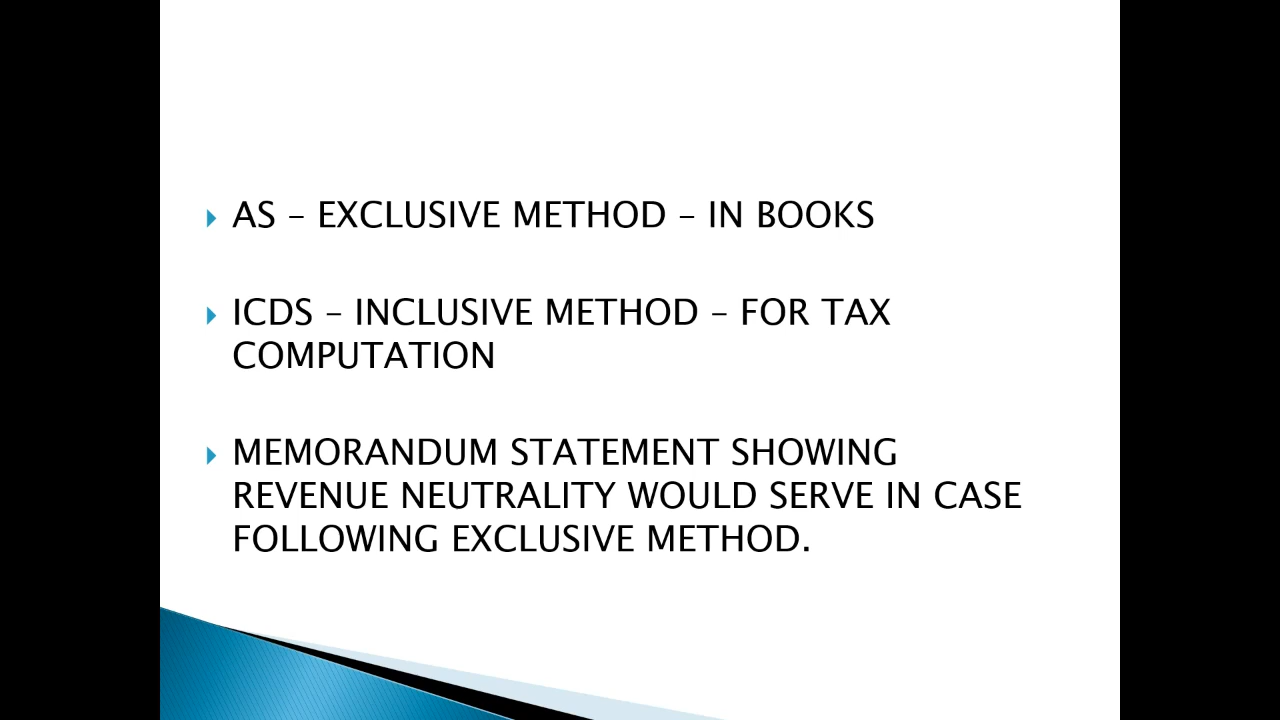 AS – EXCLUSIVE METHOD – IN BOOKS
ICDS – INCLUSIVE METHOD – FOR TAX
COMPUTATION
MEMORANDUM STATEMENT SHOWING
REVENUE NEUTRALITY WOULD SERVE IN CASE
FOLLOWING EXCLUSIVE METHOD.